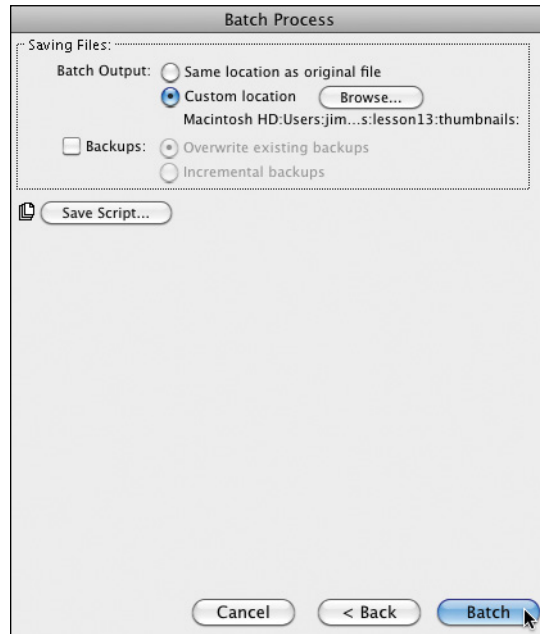 Batch Process
Saving Files:
Batch Output: Same location as original file
Custom location Browse...
Macintosh HD:Users:jim...s:lesson13:thumbnails:
Backups: Overwrite existing backups
Incremental backups
Save Script...
Cancel < Back Batch